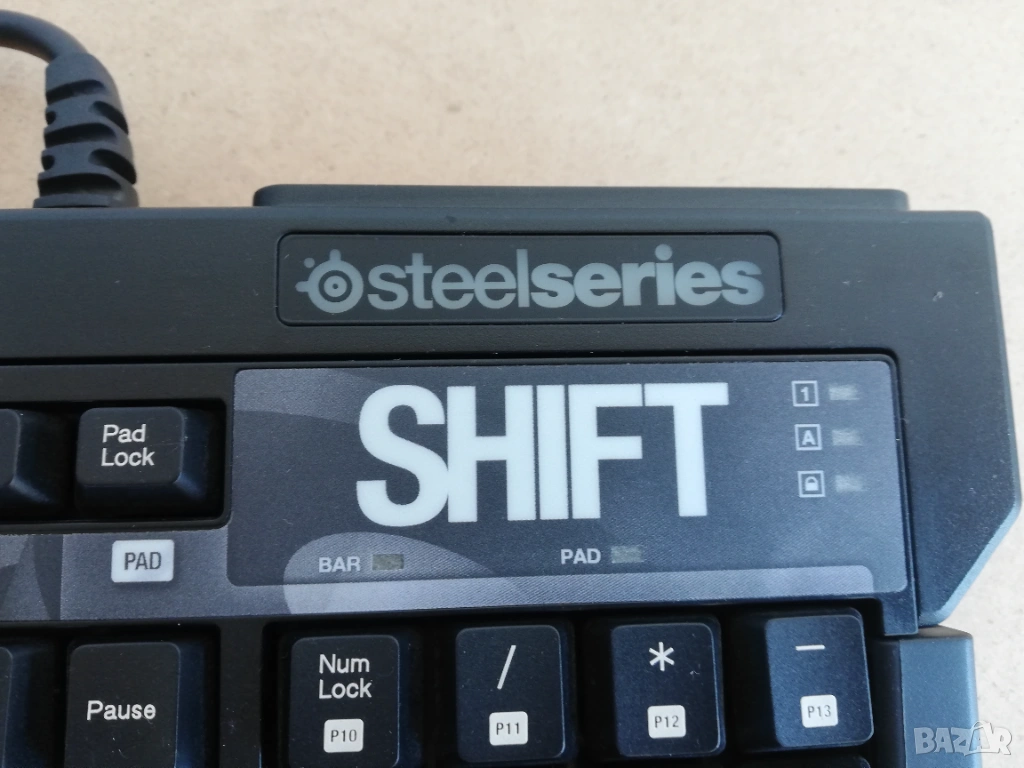 steelseries
SHIFT
1
A
Pad
Lock
PAD
BAR
PAD
Pause
Num
Lock
P10
/
P11
*
P12
–
P13
BAZAR